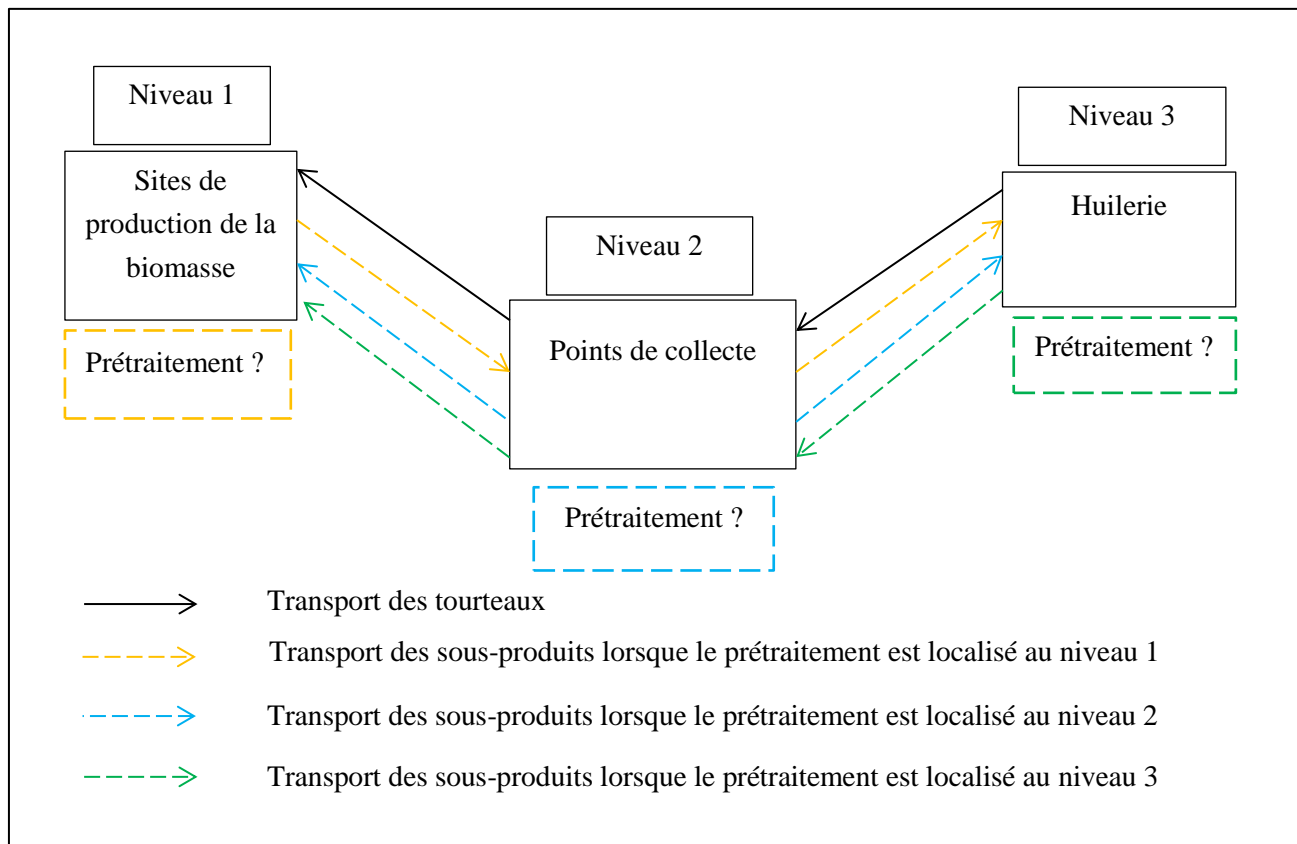 Niveau 1
Sites de
production de la
biomasse
Prétraitement ?
Niveau 2
Points de collecte
Prétraitement ?
Niveau 3
Huilerie
Prétraitement ?
Transport des tourteaux
Transport des sous-produits lorsque le prétraitement est localisé au niveau 1
Transport des sous-produits lorsque le prétraitement est localisé au niveau 2
Transport des sous-produits lorsque le prétraitement est localisé au niveau 3